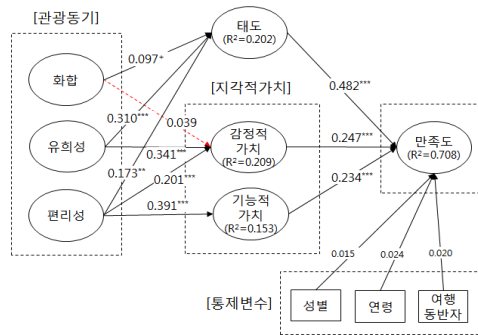 [관광동기]
태도
(R²=0.202)
[지각적가치]
화합
유희성
편리성
감정적
가치
(R²=0.209)
기능적
가치
(R²=0.153)
만족도
(R²=0.708)
0.097⁺
0.039
0.310***
0.341***
0.173**
0.201***
0.391***
0.482***
0.247***
0.234***
0.015
0.024
0.020
[통제변수]
성별
연령
여행
동반자